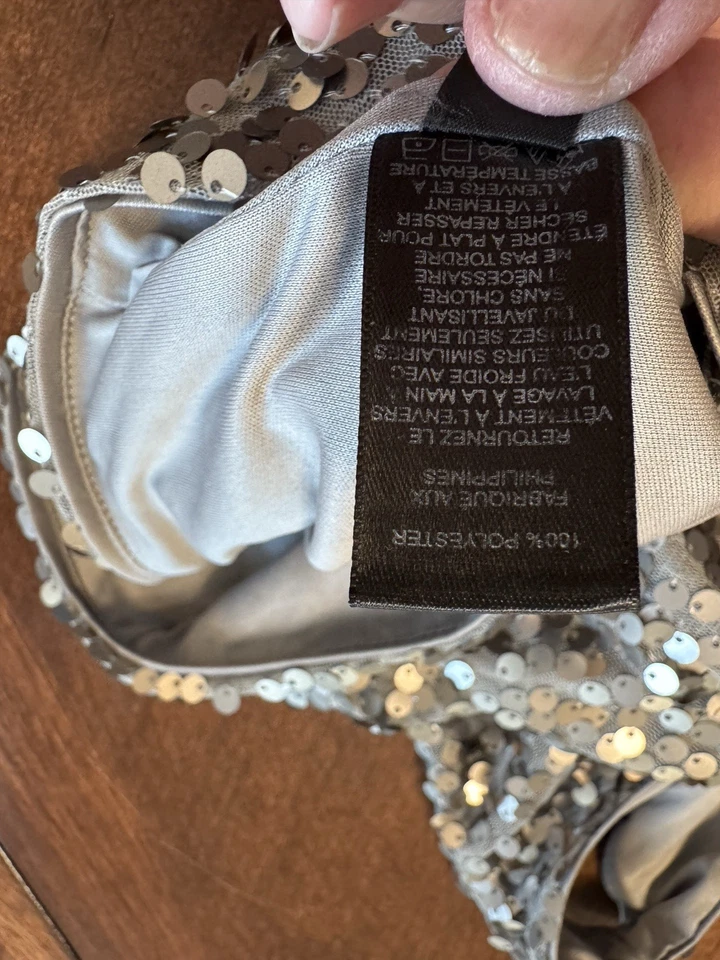 100% POLYESTER
FABRIQUÉ AUX
PHILIPPINES
RETOURNEZ LE
VÊTEMENT À L'ENVERS
LAVAGE À LA MAIN À
L'EAU FROIDE AVEC
COULEURS SIMILAIRES
UTILISEZ SEULEMENT
DU JAVELLISANT
SANS CHLORE,
SI NÉCESSAIRE
NE PAS TORDRE
ÉTENDRE À PLAT POUR
SÉCHER REPASSER
LE VÊTEMENT
À L'ENVERS ET À
BASSE TEMPÉRATURE